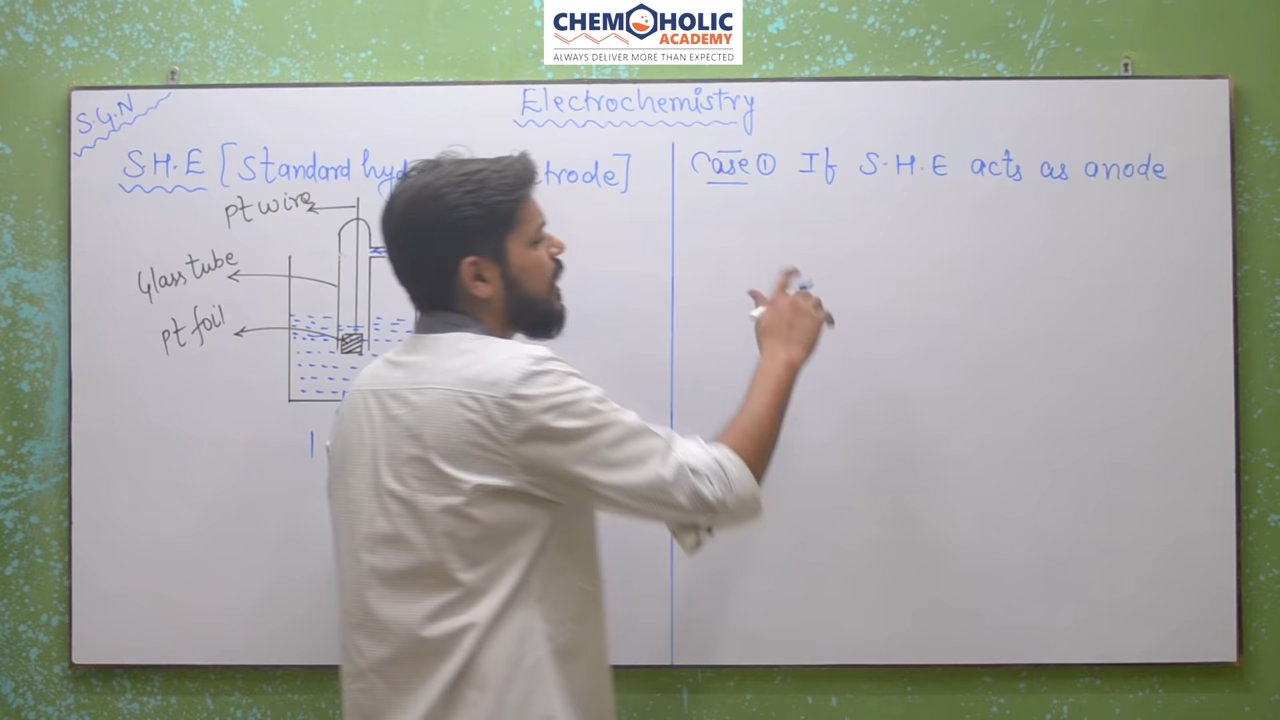 CHEMOHOLIC
ACADEMY
ALWAYS DELIVER MORE THAN EXPECTED
S.G.N
Electrochemistry
S.H.E [Standard hyd trode]
pt wire
Glass tube
pt foil
1
Case ① If S.H.E acts as anode